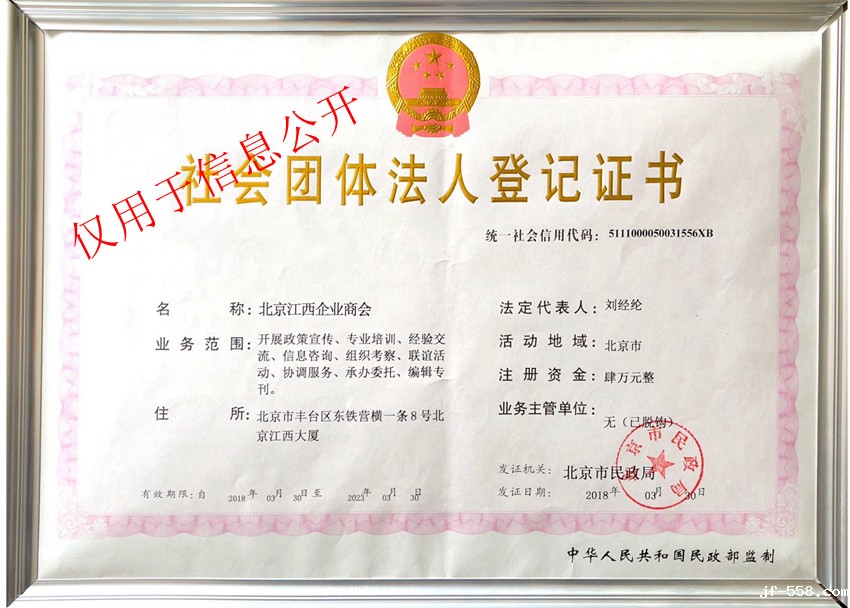 仅用于信息公开
社会团体法人登记证书
统一社会信用代码：5111000050031556XB
名 称：北京江西企业商会
业务范围：开展政策宣传、专业培训、经验交
流、信息咨询、组织考察、联谊活
动、协调服务、承办委托、编辑专
刊。
住 所：北京市丰台区东铁营横一条8号北
京江西大厦
有效期限：自 2018年 03月 30日至 2023年 03月 30日
法定代表人：刘经纶
活动地域：北京市
注册资金：肆万元整
业务主管单位：无（已脱钩）
发证机关：北京市民政局
发证日期：2018年 03月 30日
北京市民政局
中华人民共和国民政部监制
jf-558.com